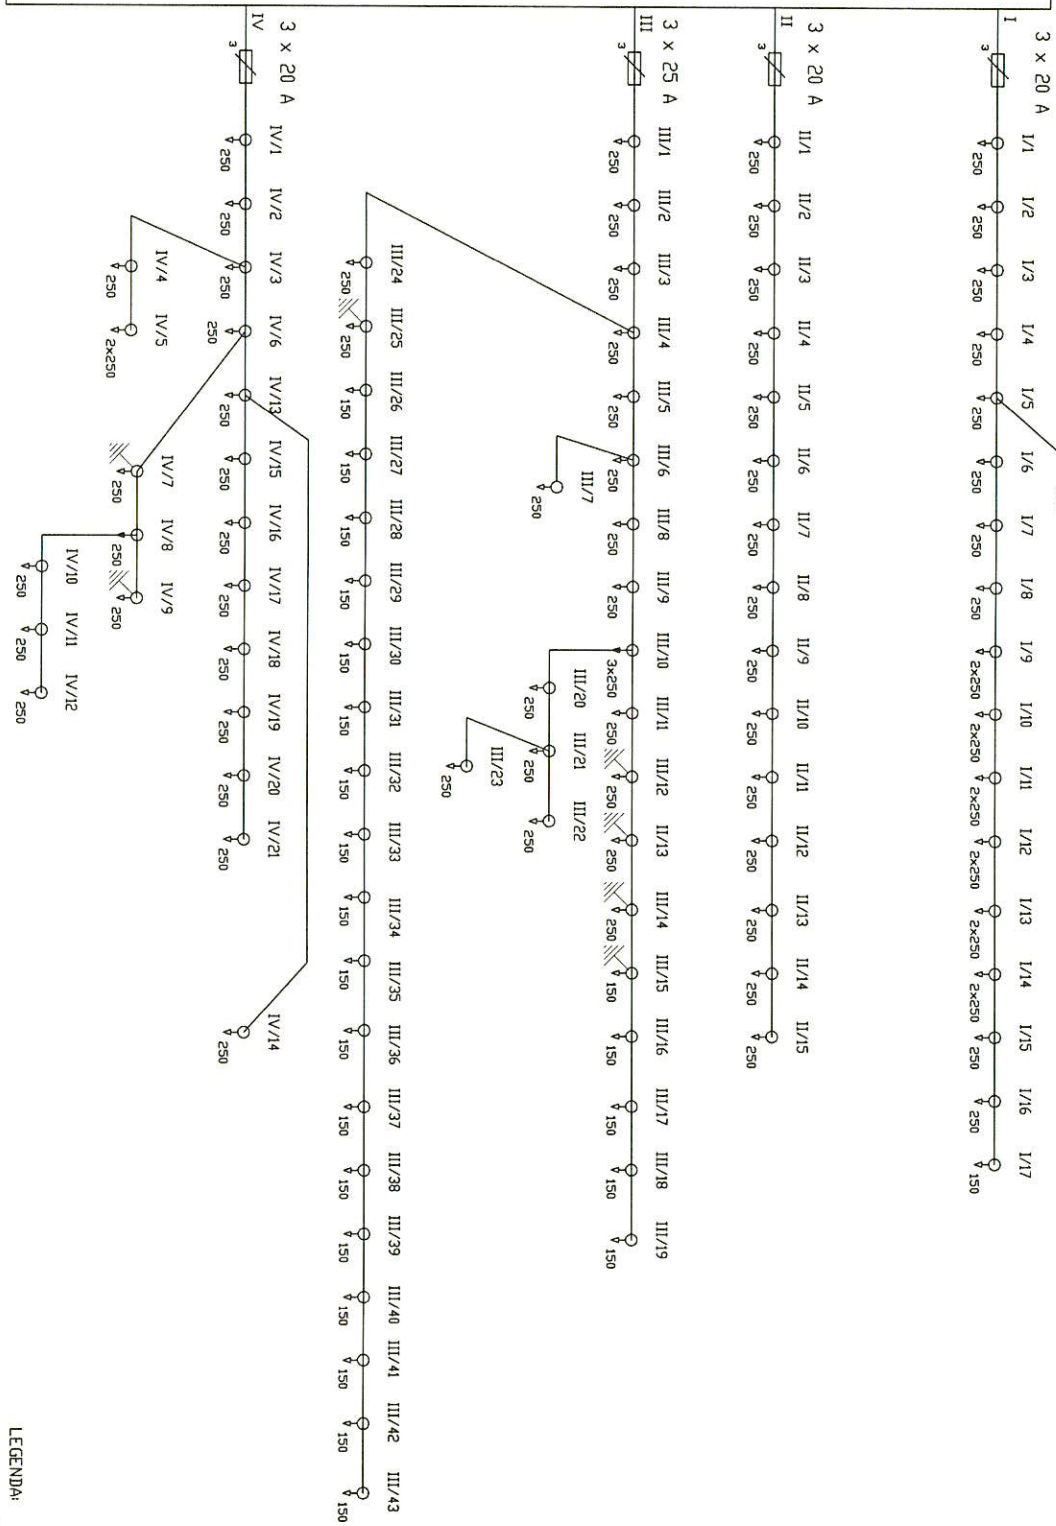 3 x 20 A
I
3
I/1 I/2 I/3 I/4 I/5 I/6 I/7 I/8 I/9 I/10 I/11 I/12 I/13 I/14 I/15 I/16 I/17
250 250 250 250 250 250 250 250 2x250 2x250 2x250 2x250 2x250 2x250 250 250 150
3 x 20 A
II
3
II/1 II/2 II/3 II/4 II/5 II/6 II/7 II/8 II/9 II/10 II/11 II/12 II/13 II/14 II/15
250 250 250 250 250 250 250 250 250 250 250 250 250 250 250
3 x 25 A
III
3
III/1 III/2 III/3 III/4 III/5 III/6 III/8 III/9 III/10 III/11 III/12 II/13 III/14 III/15 III/16 III/17 III/18 III/19
250 250 250 250 250 250 250 250 3x250 250 250 250 250 150 150 150 150 150
III/7 III/20 III/21 III/22
250 250 250 250
III/23
250
III/24 III/25 III/26 III/27 III/28 III/29 III/30 III/31 III/32 III/33 III/34 III/35 III/36 III/37 III/38 III/39 III/40 III/41 III/42 III/43
250 250 150 150 150 150 150 150 150 150 150 150 150 150 150 150 150 150 150 150
3 x 20 A
IV
3
IV/1 IV/2 IV/3 IV/6 IV/13 IV/15 IV/16 IV/17 IV/18 IV/19 IV/20 IV/21 IV/14
250 250 250 250 250 250 250 250 250 250 250 250 250
IV/4 IV/5 IV/7 IV/8 IV/9
250 2x250 250 250 250
IV/10 IV/11 IV/12
250 250 250
LEGENDA: